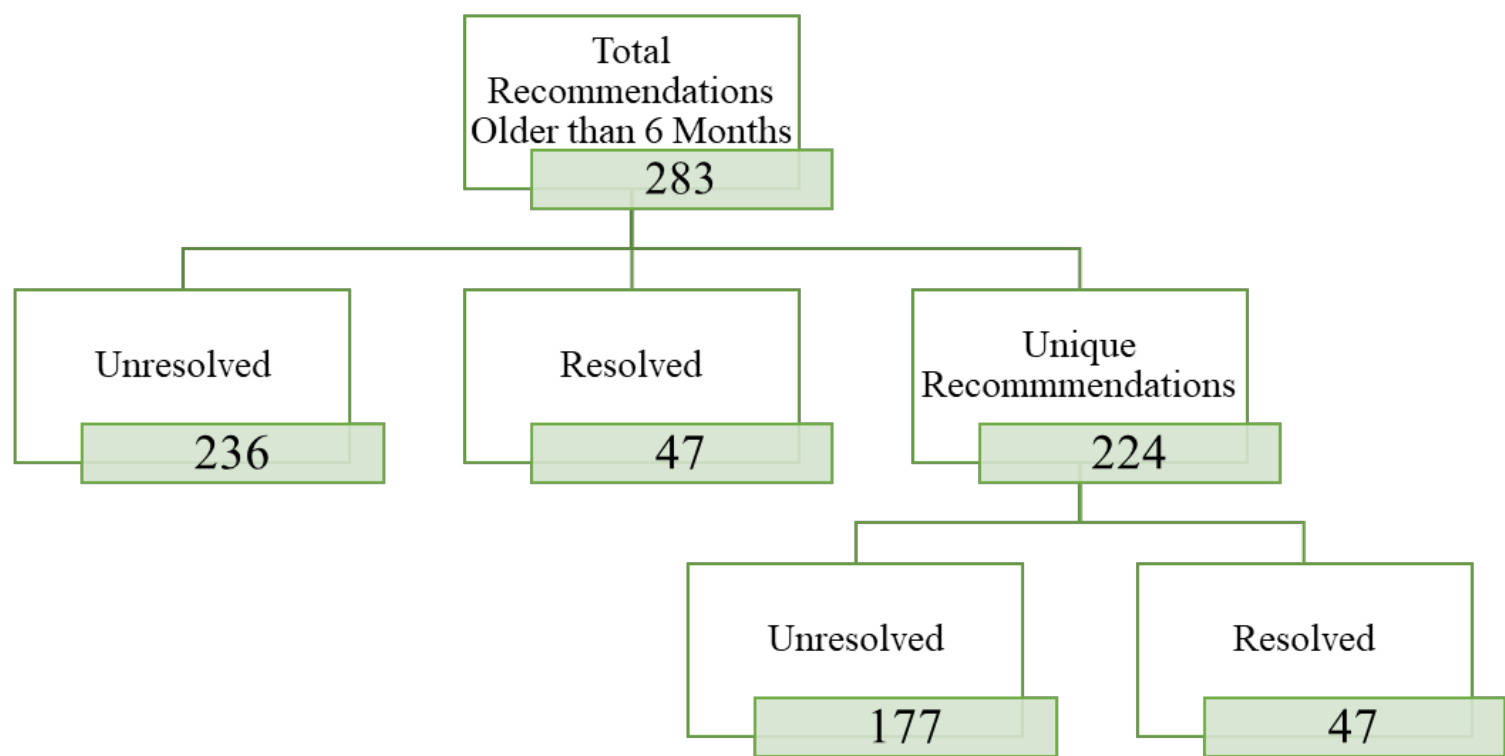 Total
Recommendations
Older than 6 Months
283
Unresolved
236
Resolved
47
Unique
Recommmendations
224
Unresolved
177
Resolved
47